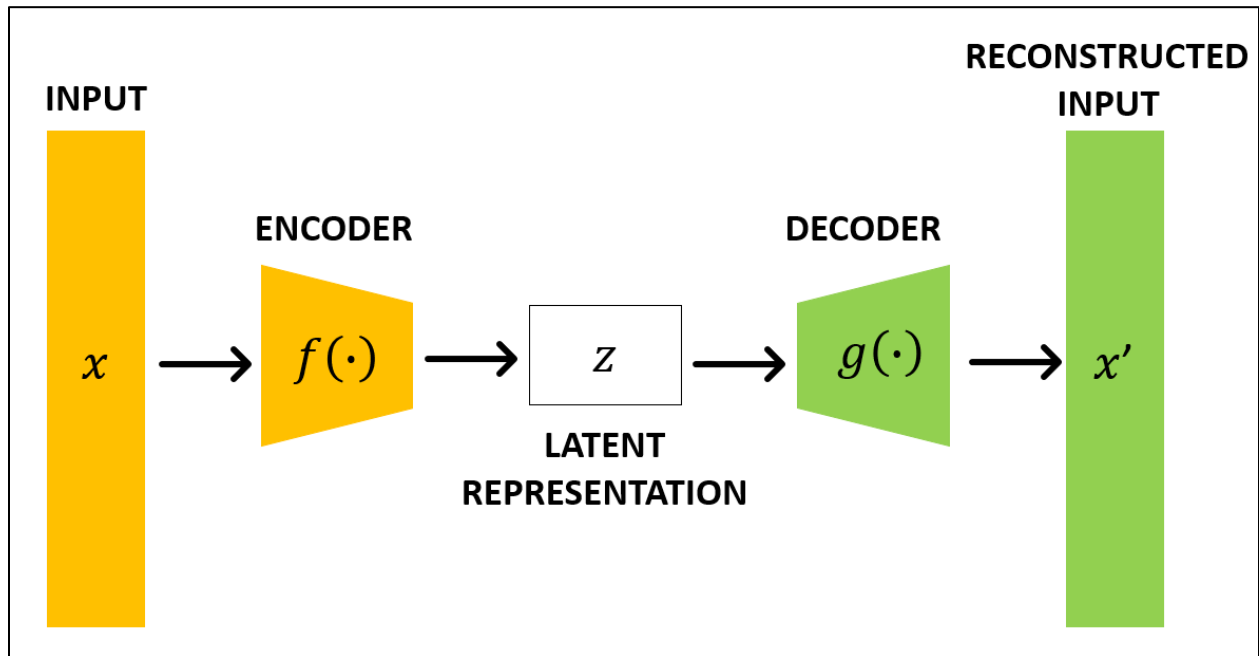 INPUT
x
ENCODER
f(·)
z
LATENT
REPRESENTATION
DECODER
g(·)
RECONSTRUCTED
INPUT
x′